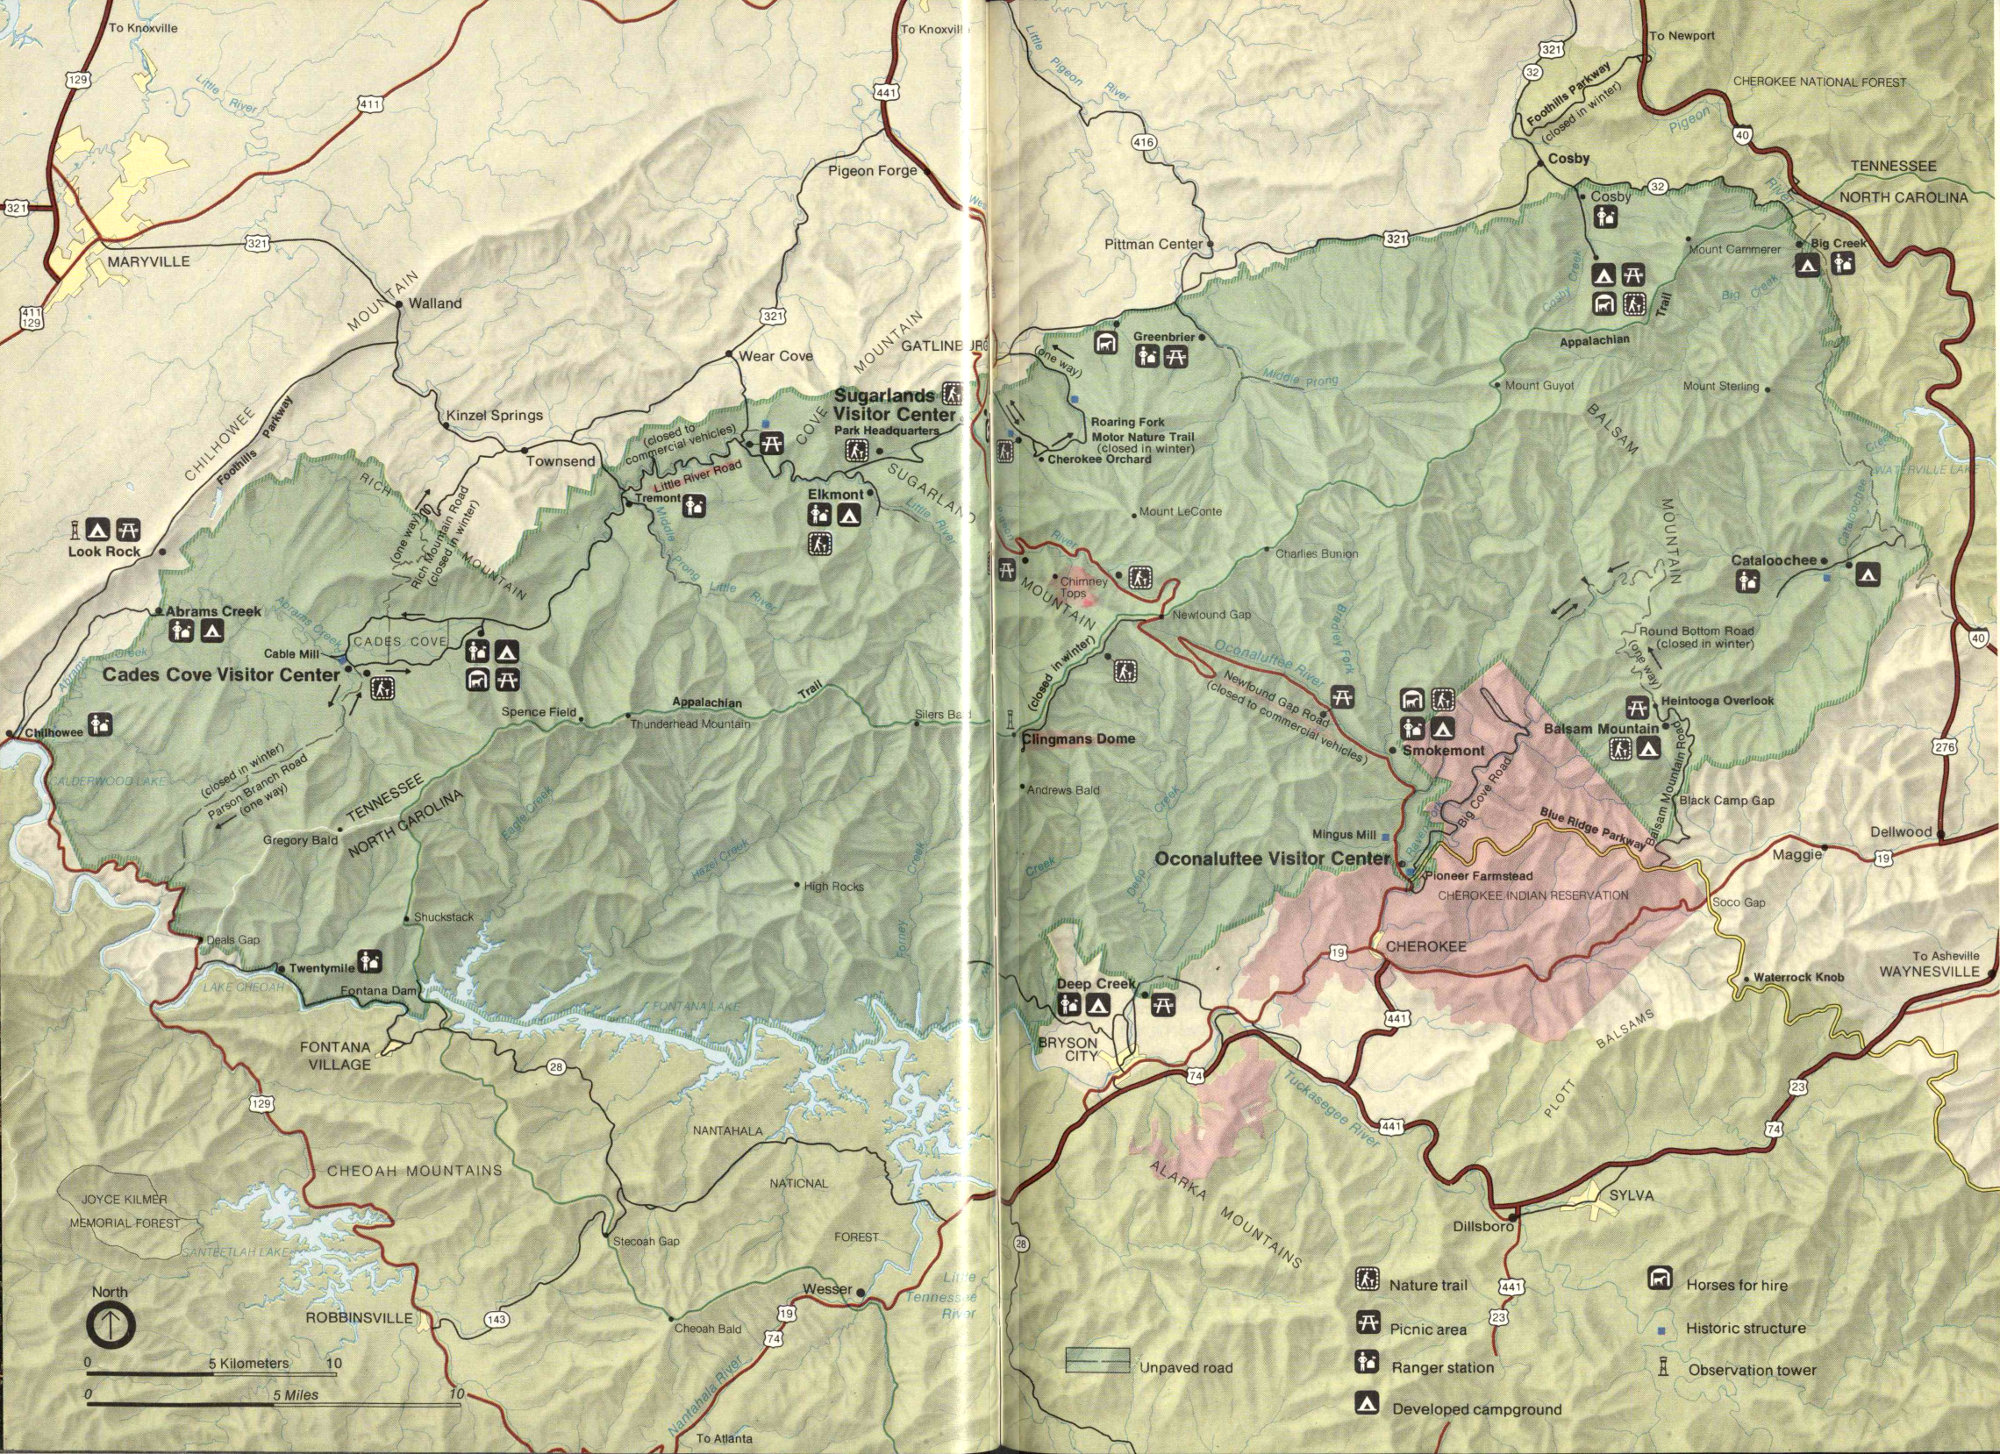 To Knoxville
129
Little River
411
321
MARYVILLE
321
411
129
To Knoxvill
441
Pigeon Forge
MOUNTAIN
Walland
321
Wear Cove
MOUNTAIN
GATLINBURG
CHILHOWEE
Foothills Parkway
Kinzel Springs
Townsend
(closed to
commercial vehicles)
Little River Road
COVE
Sugarlands
Visitor Center
Park Headquarters
SUGARLAND
RICH
MOUNTAIN
(one way)
Rich Mountain Road
(closed in winter)
Tremont
Middle Prong
Little River
Elkmont
Little River
Look Rock
Abrams Creek
Abrams Creek
Abrams Creek
CADES COVE
Cable Mill
Cades Cove Visitor Center
Chilhowee
CALDERWOOD LAKE
(closed in winter)
Parson Branch Road
(one way)
Spence Field
Thunderhead Mountain
Appalachian Trail
Silers Bald
TENNESSEE
NORTH CAROLINA
Gregory Bald
Eagle Creek
Hazel Creek
Forney Creek
High Rocks
Shuckstack
Deals Gap
Twentymile
LAKE CHEOAH
Fontana Dam
FONTANA LAKE
FONTANA
VILLAGE
28
129
NANTAHALA
NATIONAL
FOREST
CHEOAH MOUNTAINS
JOYCE KILMER
MEMORIAL FOREST
SANTEETLAH LAKE
Stecoah Gap
Wesser
Little
Tennessee
River
ROBBINSVILLE
143
Cheoah Bald
19
74
Nantahala River
To Atlanta
North
0 5 Kilometers 10
0 5 Miles 10
Little Pigeon River
416
321
32
To Newport
Foothills Parkway
(closed in winter)
CHEROKEE NATIONAL FOREST
Pigeon
River
40
Cosby
TENNESSEE
NORTH CAROLINA
32
Cosby
Pittman Center
321
Mount Cammerer
Big Creek
Big Creek
Cosby Creek
Appalachian Trail
Greenbrier
(one way)
Middle Prong
Mount Guyot
Mount Sterling
BALSAM
MOUNTAIN
Roaring Fork
Motor Nature Trail
(closed in winter)
Cherokee Orchard
Mount LeConte
Charlies Bunion
WATERVILLE LAKE
Cataloochee Creek
Cataloochee
River
Chimney
Tops
MOUNTAIN
Newfound Gap
(closed in winter)
Oconaluftee River
Bradley Fork
Newfound Gap Road
(closed to commercial vehicles)
Round Bottom Road
(closed in winter)
(one way)
40
Heintooga Overlook
Balsam Mountain
Balsam Mountain Road
Smokemont
Clingmans Dome
Andrews Bald
Creek
Deep Creek
Big Cove Road
Black Camp Gap
276
Mingus Mill
Raven Fork
Blue Ridge Parkway
Dellwood
Maggie
19
Oconaluftee Visitor Center
Pioneer Farmstead
CHEROKEE INDIAN RESERVATION
Soco Gap
CHEROKEE
19
To Asheville
WAYNESVILLE
Waterrock Knob
Deep Creek
BRYSON
CITY
441
74
Tuckasegee River
PLOTT
BALSAMS
23
74
441
ALARKA
MOUNTAINS
SYLVA
Dillsboro
28
441
23
Unpaved road
Nature trail
Picnic area
Ranger station
Developed campground
Horses for hire
Historic structure
Observation tower